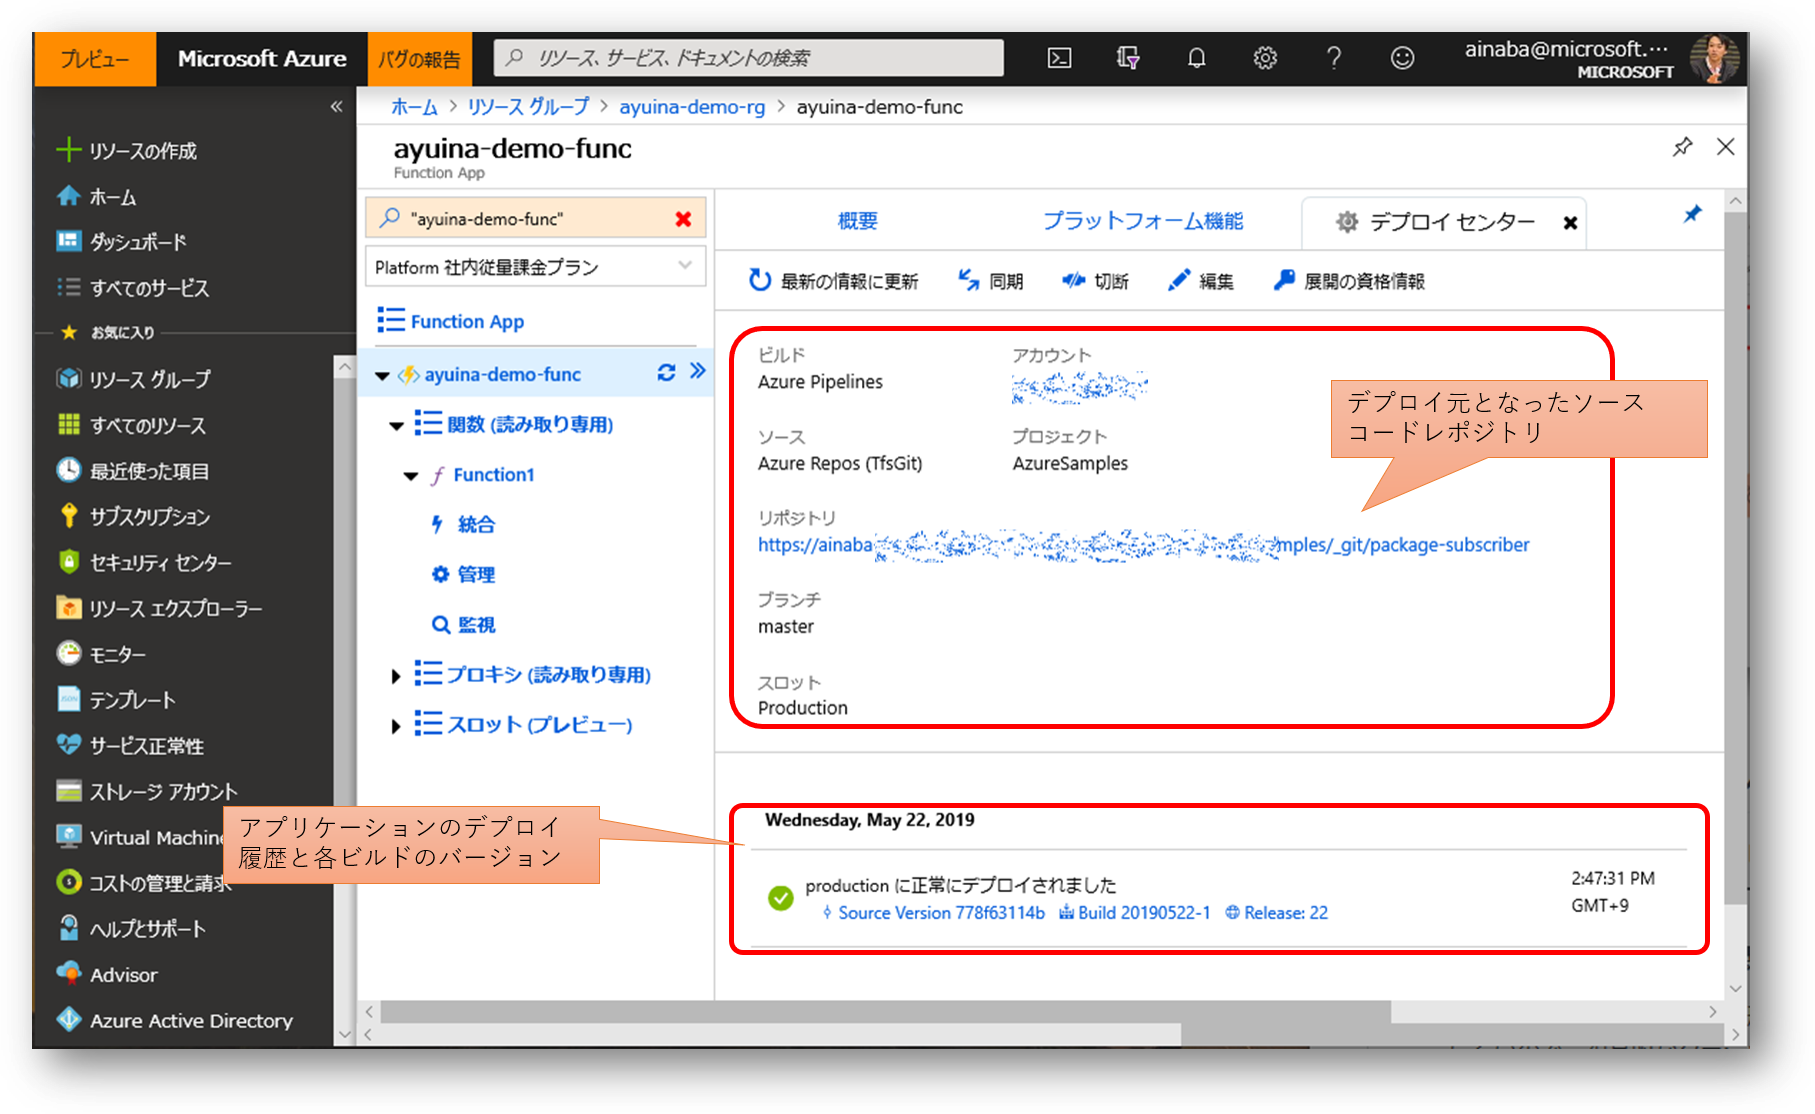 プレビュー
Microsoft Azure
バグの報告
リソース、サービス、ドキュメントの検索
ainaba@microsoft.…
MICROSOFT
«
リソースの作成
ホーム
ダッシュボード
すべてのサービス
お気に入り
リソース グループ
すべてのリソース
最近使った項目
サブスクリプション
セキュリティ センター
リソース エクスプローラー
モニター
テンプレート
サービス正常性
ストレージ アカウント
Virtual Machine
コストの管理と請求
ヘルプとサポート
Advisor
Azure Active Directory
ホーム > リソース グループ > ayuina-demo-rg > ayuina-demo-func
ayuina-demo-func
Function App
"ayuina-demo-func"
Platform 社内従量課金プラン
Function App
ayuina-demo-func
関数 (読み取り専用)
Function1
統合
管理
監視
プロキシ (読み取り専用)
スロット (プレビュー)
概要
プラットフォーム機能
デプロイ センター
最新の情報に更新
同期
切断
編集
展開の資格情報
ビルド
Azure Pipelines
アカウント
ソース
Azure Repos (TfsGit)
プロジェクト
AzureSamples
リポジトリ
https://ainaba
mples/_git/package-subscriber
ブランチ
master
スロット
Production
デプロイ元となったソース
コードレポジトリ
アプリケーションのデプロイ
履歴と各ビルドのバージョン
Wednesday, May 22, 2019
production に正常にデプロイされました
Source Version 778f63114b Build 20190522-1 Release: 22
2:47:31 PM
GMT+9